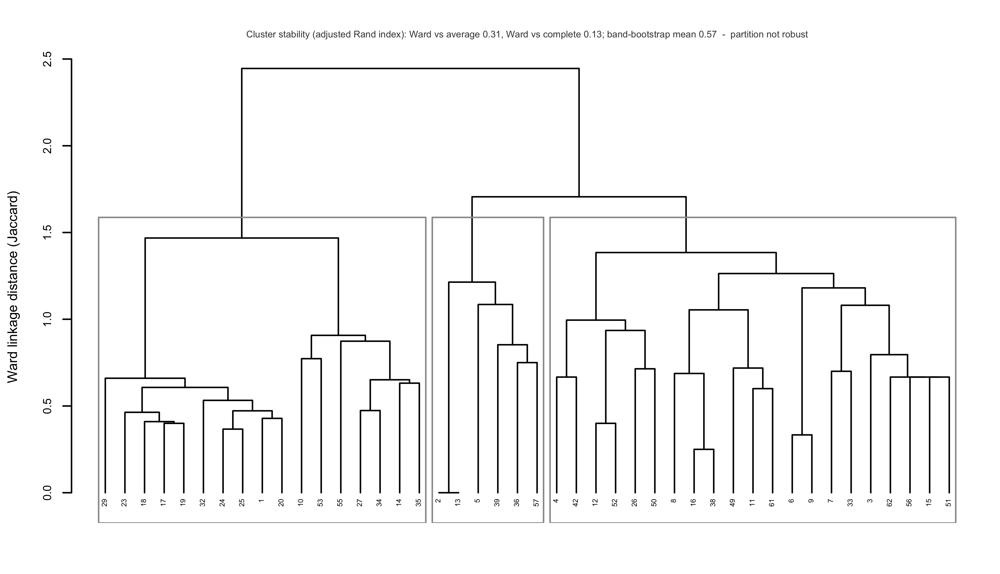 Cluster stability (adjusted Rand index): Ward vs average 0.31, Ward vs complete 0.13; band-bootstrap mean 0.57 - partition not robust
Ward linkage distance (Jaccard)
2.5
2.0
1.5
1.0
0.5
0.0
29 23 18 17 19 32 24 25 1 20 10 53 55 27 34 14 35 2 13 5 39 36 57 4 42 12 52 26 50 8 16 38 49 11 61 6 9 7 33 3 62 56 15 51